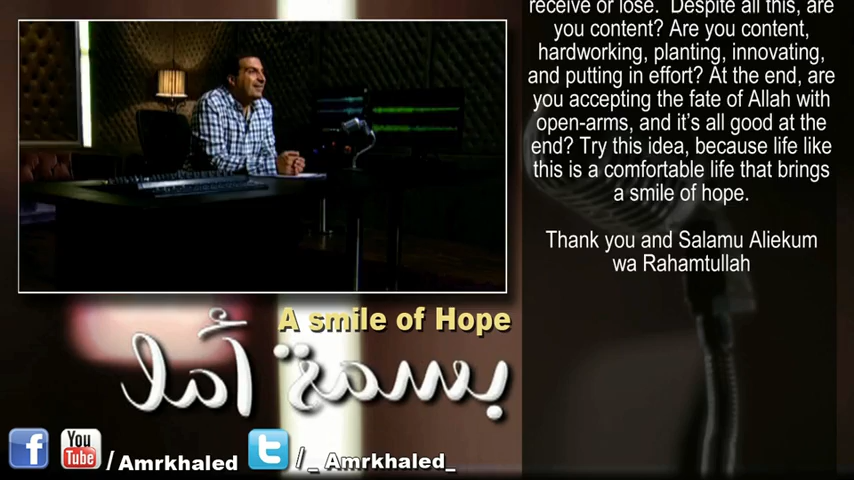 A smile of Hope
بسمة أمل
f You Tube /Amrkhaled t /_Amrkhaled_
receive or lose. Despite all this, are
you content? Are you content,
hardworking, planting, innovating,
and putting in effort? At the end, are
you accepting the fate of Allah with
open-arms, and it's all good at the
end? Try this idea, because life like
this is a comfortable life that brings
a smile of hope.
Thank you and Salamu Aliekum
wa Rahamtullah